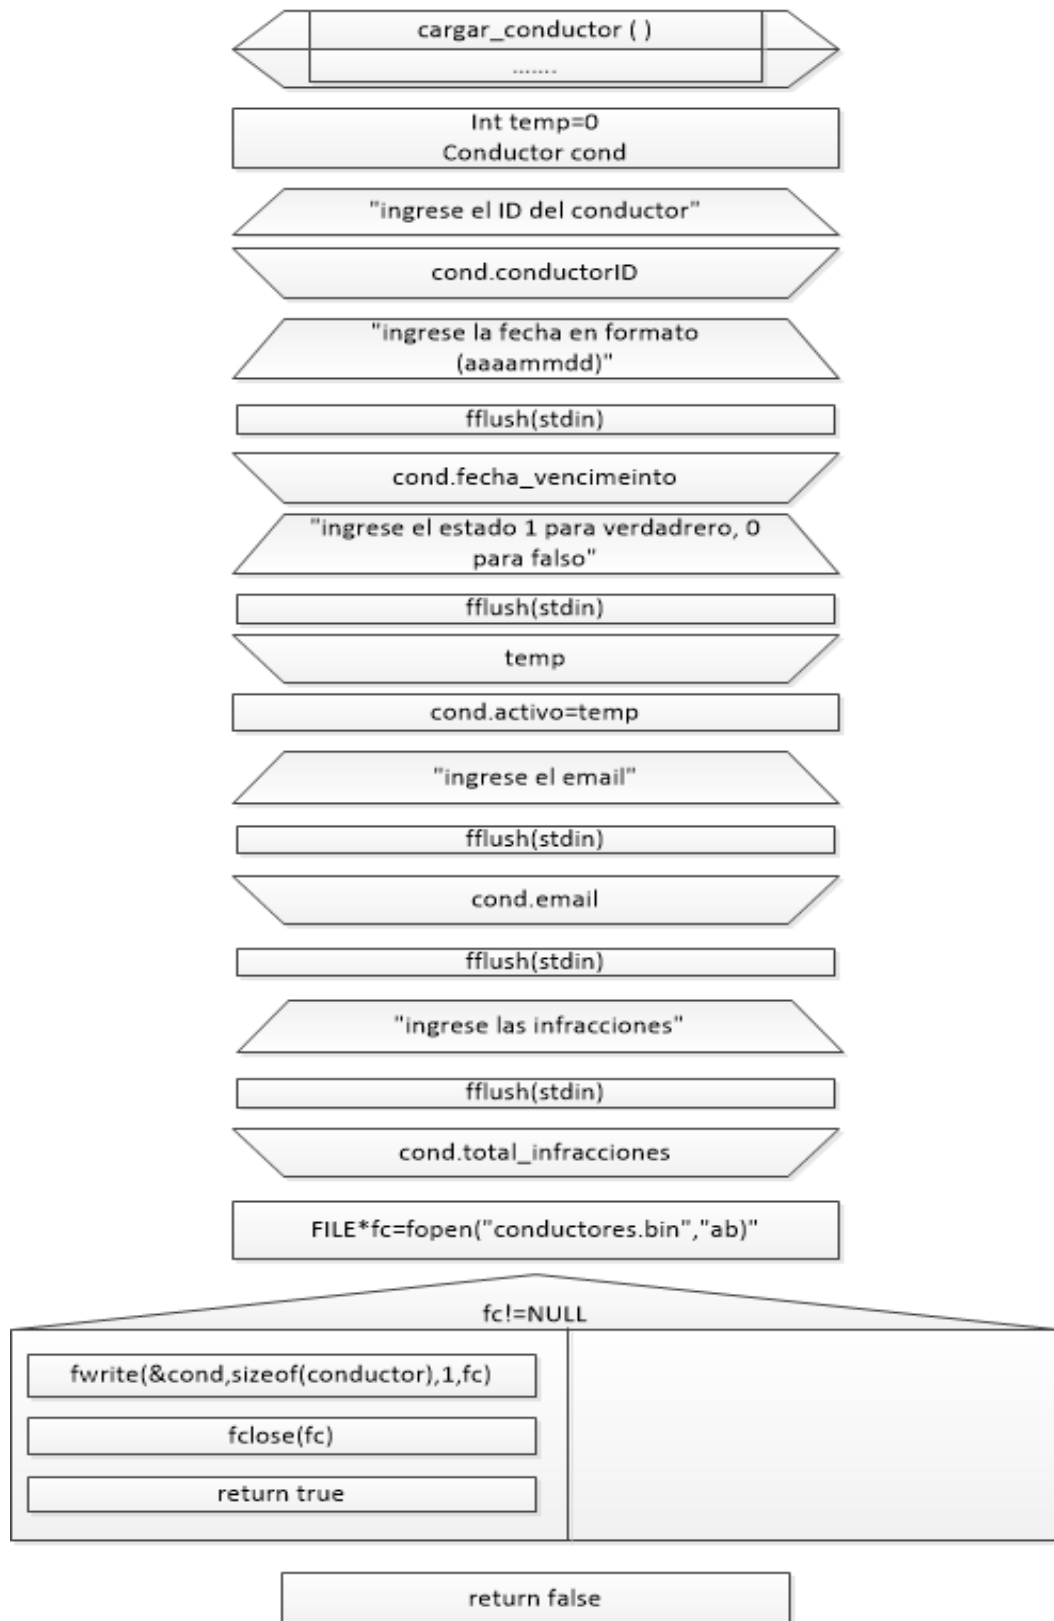 cargar_conductor ( )
.......
Int temp=0
Conductor cond
"ingrese el ID del conductor"
cond.conductorID
"ingrese la fecha en formato
(aaaammdd)"
fflush(stdin)
cond.fecha_vencimeinto
"ingrese el estado 1 para verdadrero, 0
para falso"
fflush(stdin)
temp
cond.activo=temp
"ingrese el email"
fflush(stdin)
cond.email
fflush(stdin)
"ingrese las infracciones"
fflush(stdin)
cond.total_infracciones
FILE*fc=fopen("conductores.bin","ab)"
fc!=NULL
fwrite(&cond,sizeof(conductor),1,fc)
fclose(fc)
return true
return false